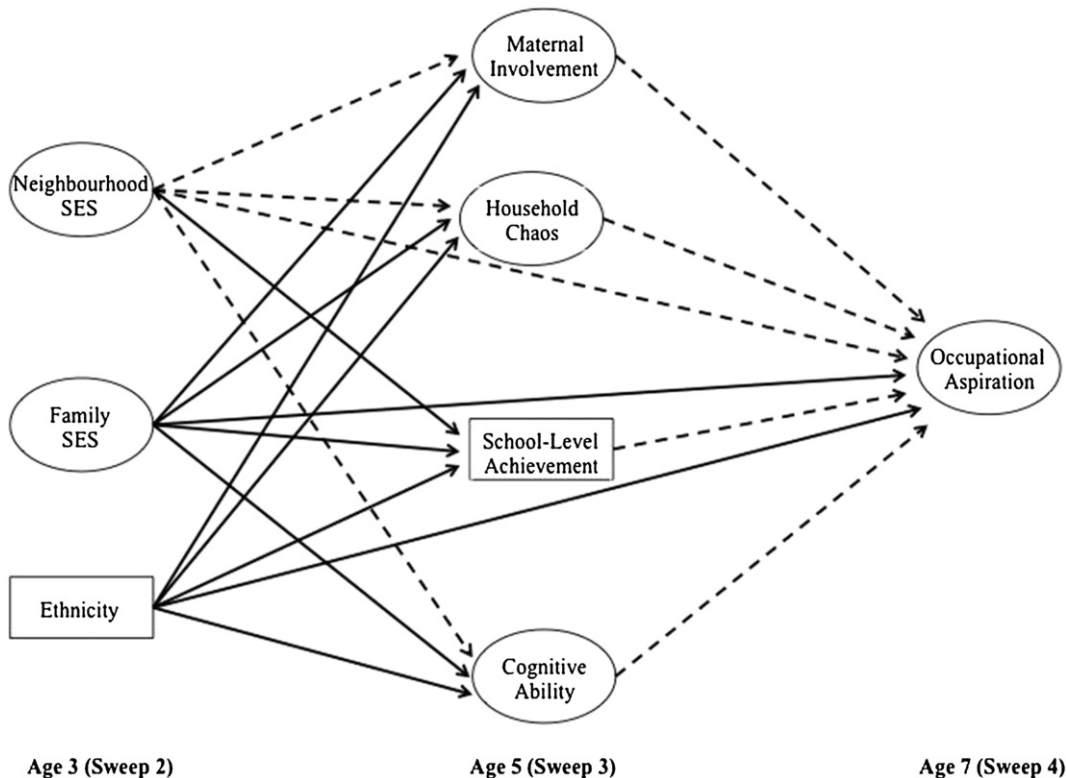 Maternal
Involvement
Neighbourhood
SES
Household
Chaos
Occupational
Aspiration
Family
SES
School-Level
Achievement
Ethnicity
Cognitive
Ability
Age 3 (Sweep 2)
Age 5 (Sweep 3)
Age 7 (Sweep 4)